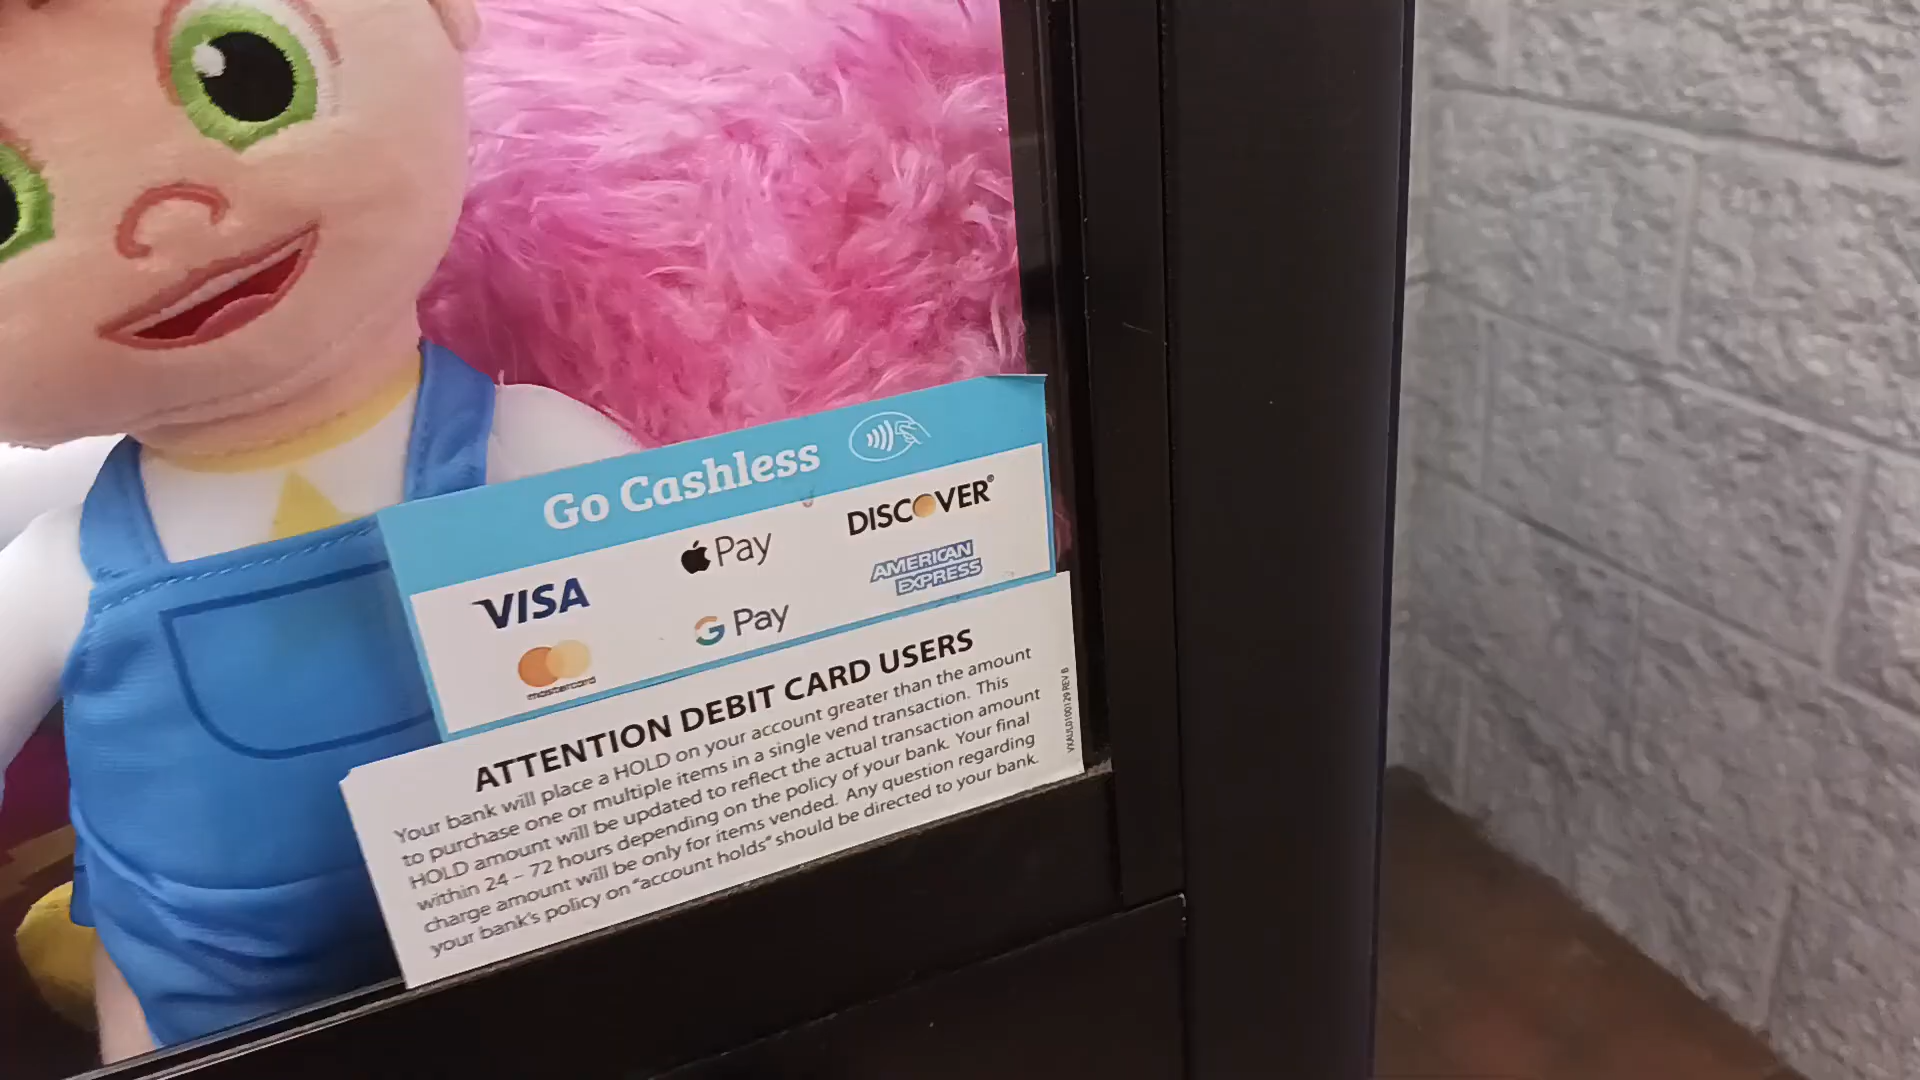 Go Cashless
VISA
Pay
DISCOVER®
mastercard
G Pay
AMERICAN
EXPRESS
ATTENTION DEBIT CARD USERS
Your bank will place a HOLD on your account greater than the amount
to purchase one or multiple items in a single vend transaction. This
HOLD amount will be updated to reflect the actual transaction amount
within 24 – 72 hours depending on the policy of your bank. Your final
charge amount will be only for items vended. Any question regarding
your bank's policy on "account holds" should be directed to your bank.